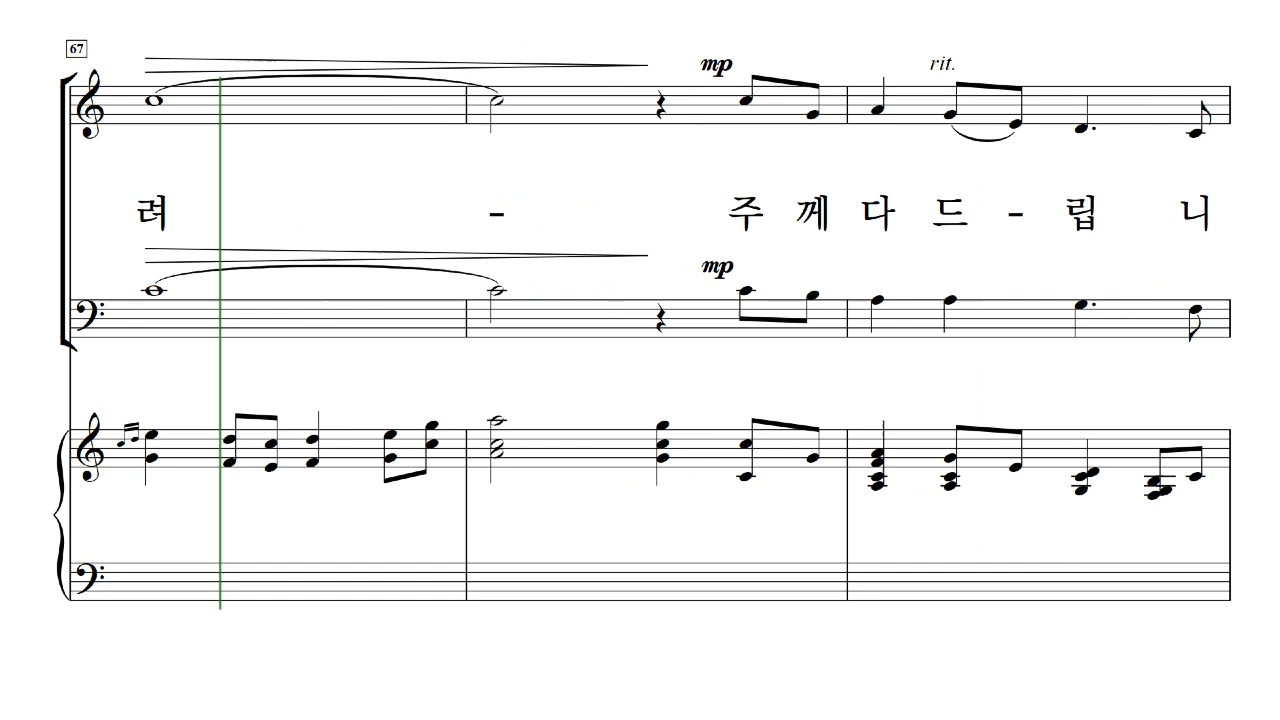 67
mp
rit.
려 - 주 께 다 드 - 립 니
mp